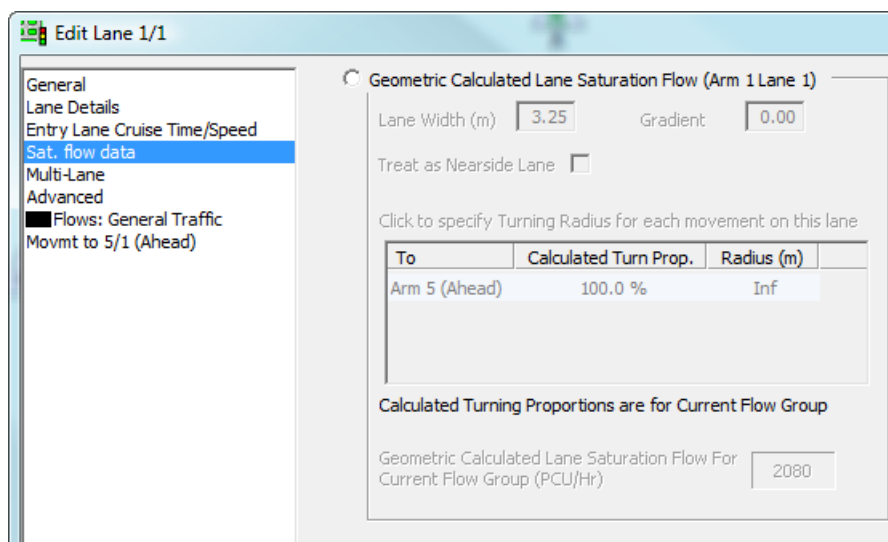 Edit Lane 1/1
General
Lane Details
Entry Lane Cruise Time/Speed
Sat. flow data
Multi-Lane
Advanced
Flows: General Traffic
Movmt to 5/1 (Ahead)
Geometric Calculated Lane Saturation Flow (Arm 1 Lane 1)
Lane Width (m) 3.25 Gradient 0.00
Treat as Nearside Lane
Click to specify Turning Radius for each movement on this lane
To Calculated Turn Prop. Radius (m)
Arm 5 (Ahead) 100.0 % Inf
Calculated Turning Proportions are for Current Flow Group
Geometric Calculated Lane Saturation Flow For
Current Flow Group (PCU/Hr) 2080